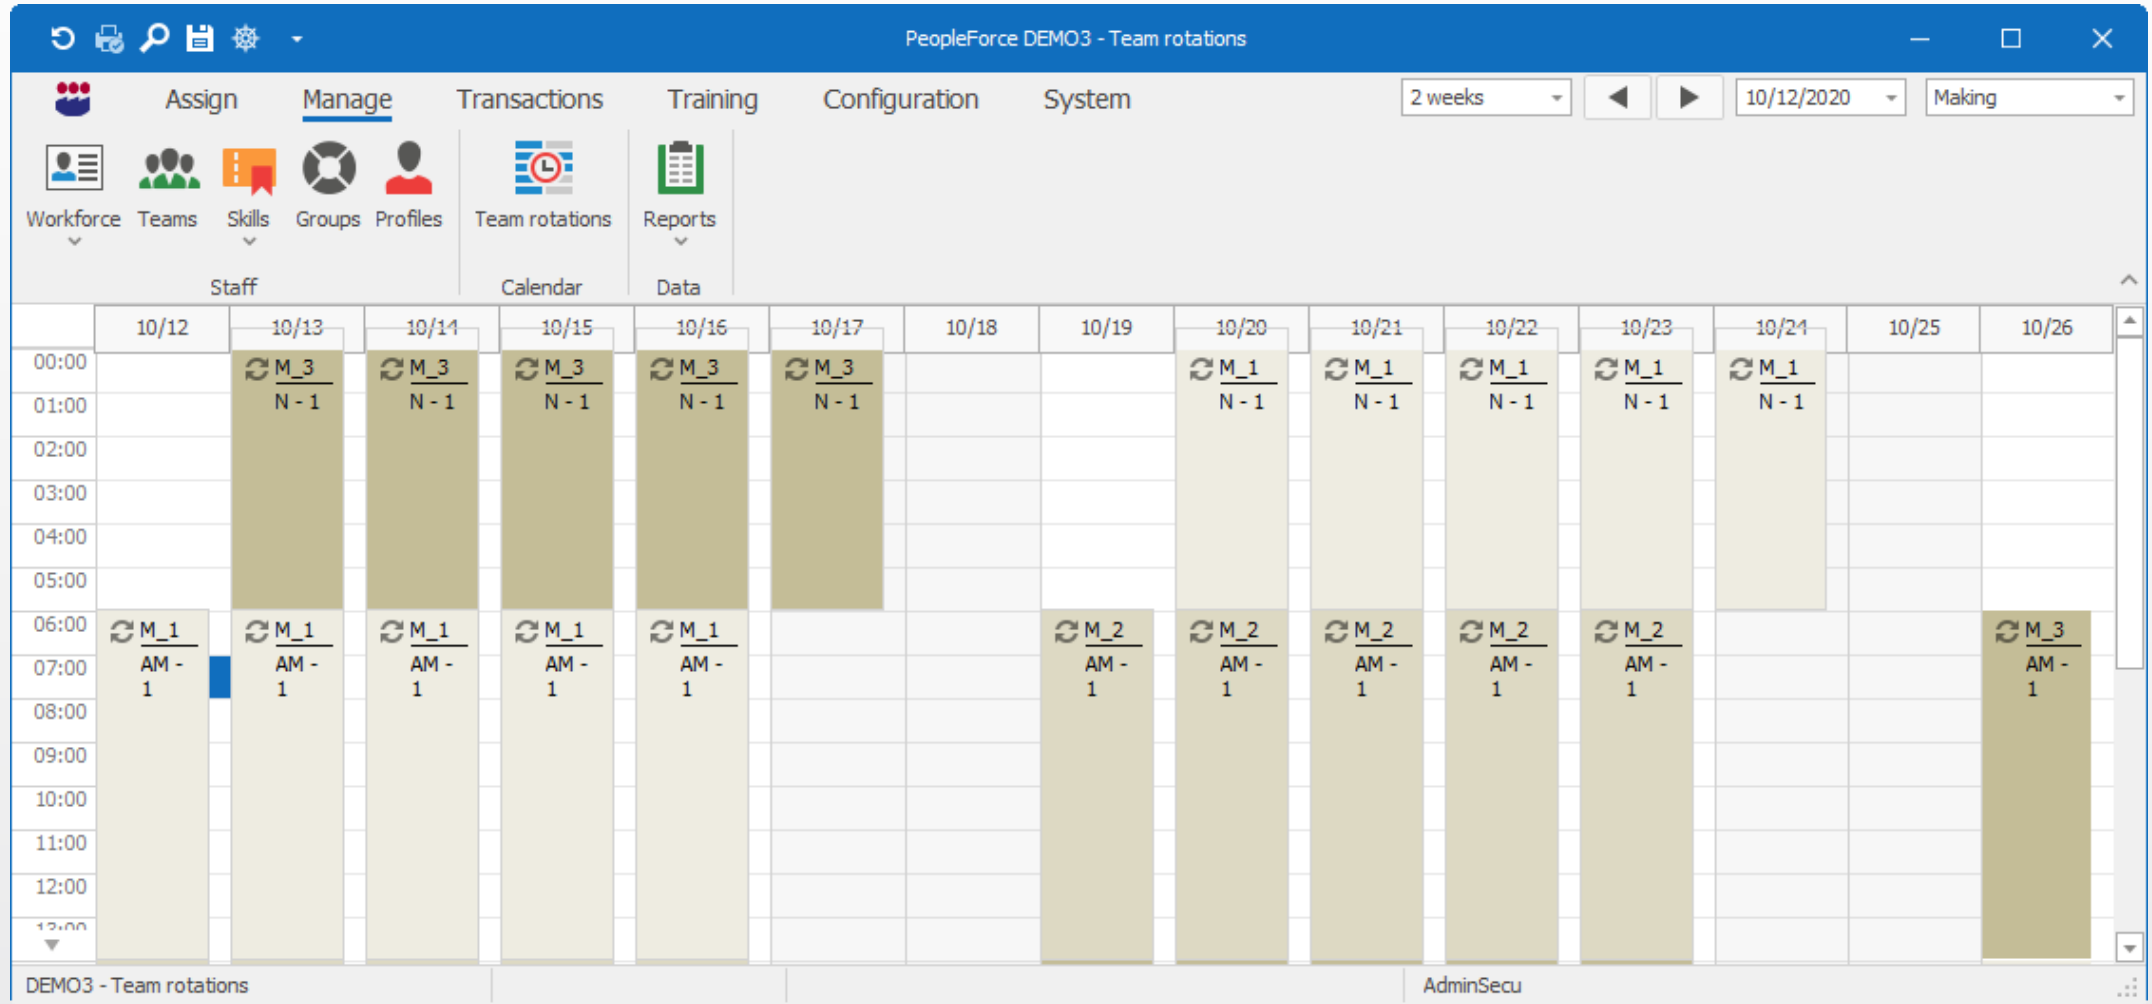 PeopleForce DEMO3 - Team rotations
Assign Manage Transactions Training Configuration System 2 weeks 10/12/2020 Making
Workforce Teams Skills Groups Profiles Team rotations Reports
Staff Calendar Data
10/12 10/13 10/14 10/15 10/16 10/17 10/18 10/19 10/20 10/21 10/22 10/23 10/24 10/25 10/26
00:00 M_3 M_3 M_3 M_3 M_3 M_1 M_1 M_1 M_1 M_1
01:00 N - 1 N - 1 N - 1 N - 1 N - 1 N - 1 N - 1 N - 1 N - 1 N - 1
02:00
03:00
04:00
05:00
06:00 M_1 M_1 M_1 M_1 M_1 M_2 M_2 M_2 M_2 M_2 M_3
07:00 AM - AM - AM - AM - AM - AM - AM - AM - AM - AM - AM -
1 1 1 1 1 1 1 1 1 1 1
08:00
09:00
10:00
11:00
12:00
13:00
DEMO3 - Team rotations AdminSecu